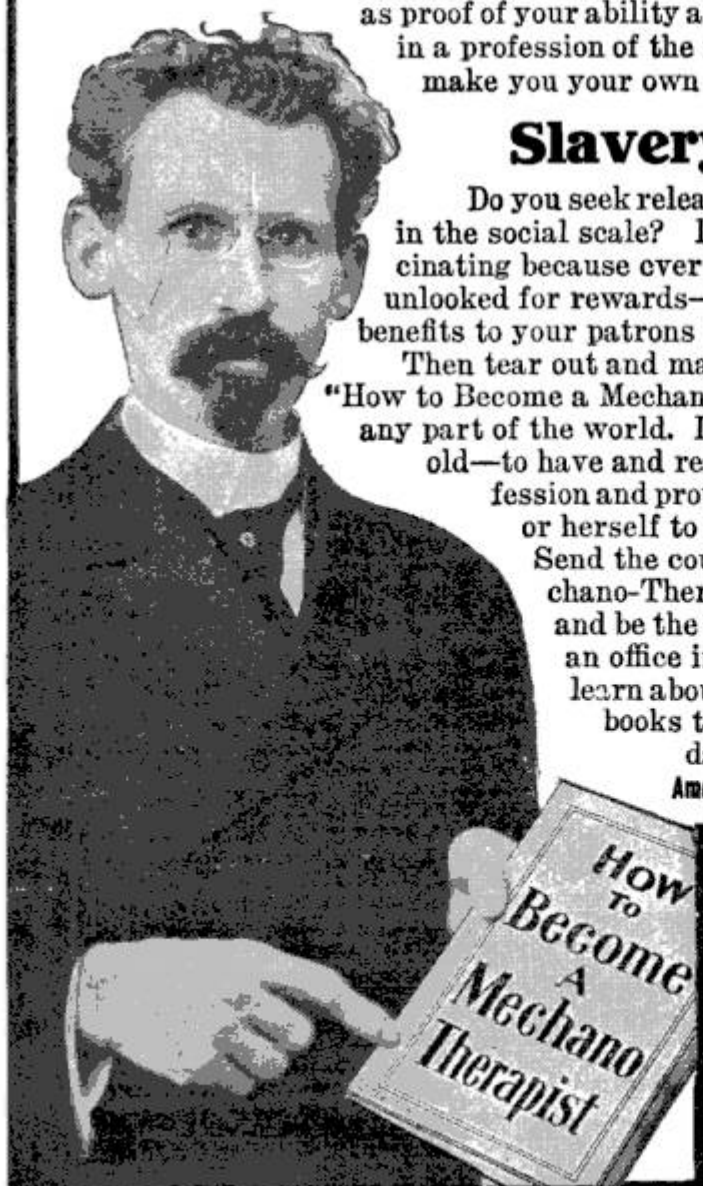 as proof of your ability a
in a profession of the
make you your own
Slavery
Do you seek relea
in the social scale? I
cinating because ever
unlooked for rewards—
benefits to your patrons
Then tear out and ma
“How to Become a Mechan
any part of the world. I
old—to have and re
fession and prov
or herself to
Send the cou
chano-Ther
and be the
an office i
learn abou
books t
d
Ame
How
To
Become
A
Mechano
Therapist